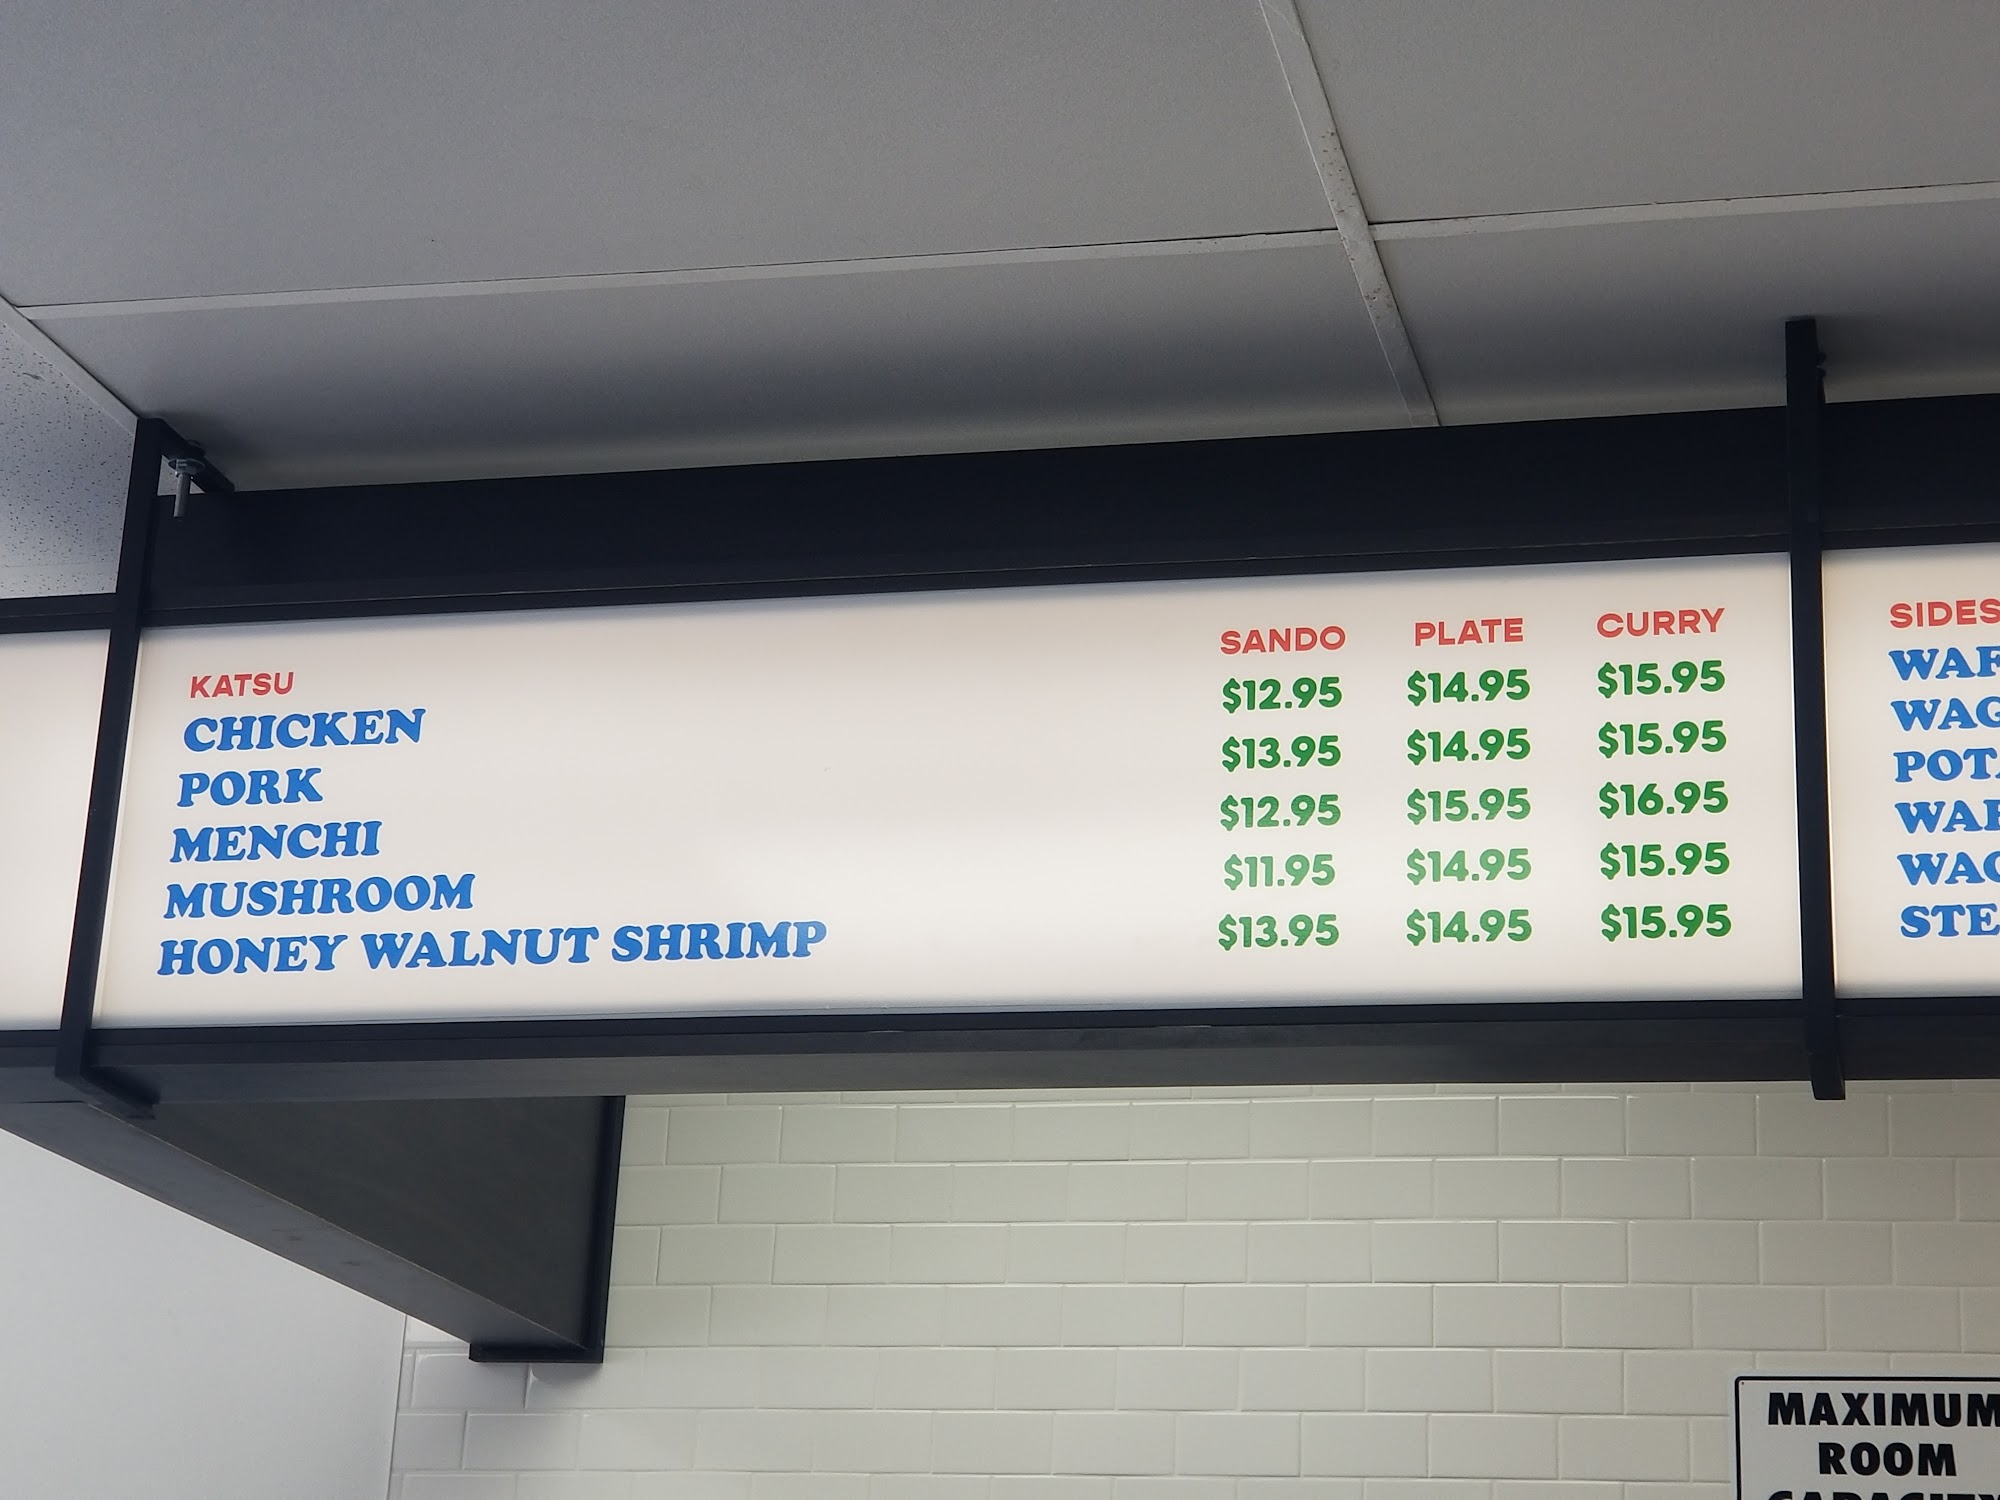 KATSU SANDO PLATE CURRY
CHICKEN $12.95 $14.95 $15.95
PORK $13.95 $14.95 $15.95
MENCHI $12.95 $15.95 $16.95
MUSHROOM $11.95 $14.95 $15.95
HONEY WALNUT SHRIMP $13.95 $14.95 $15.95
SIDES
MAXIMUM
ROOM